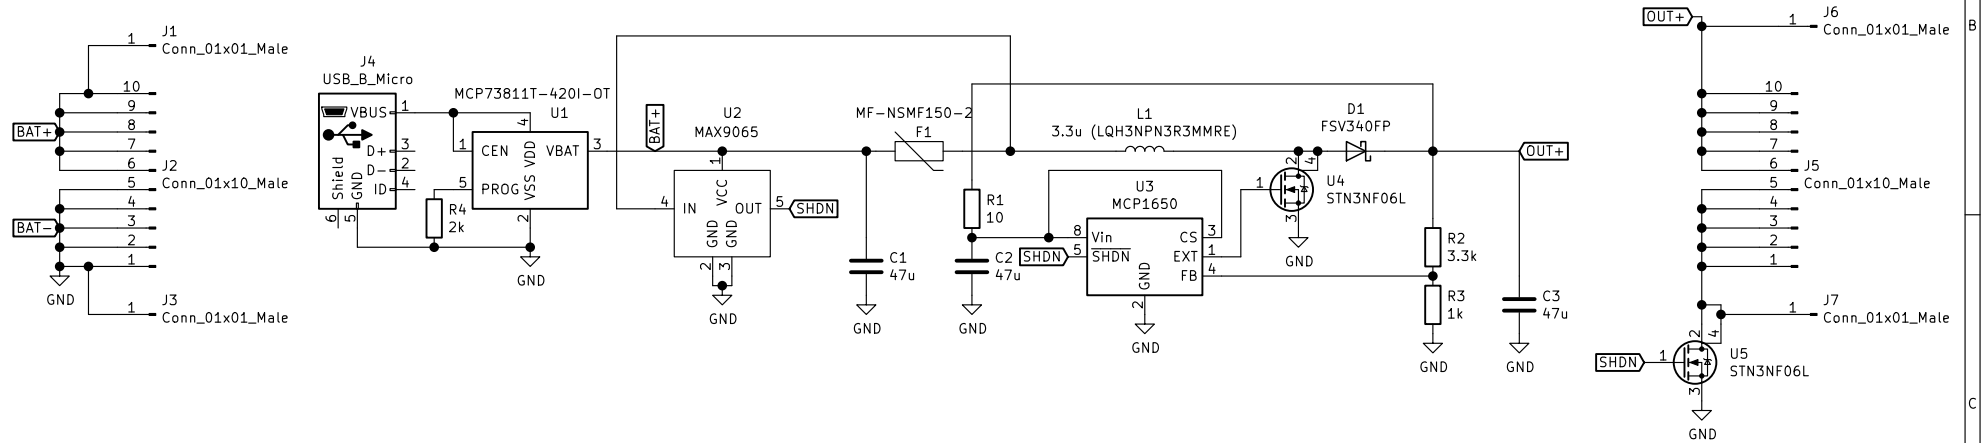 J1
1
Conn_01x01_Male
10
9
8
7
6
5
4
3
2
1
BAT+
BAT-
J2
Conn_01x10_Male
GND
J3
1
Conn_01x01_Male
J4
USB_B_Micro
VBUS
1
D+
3
D-
2
ID
4
Shield
GND
6
5
MCP73811T-420I-OT
U1
4
1
CEN
VDD
VBAT
3
5
PROG
VSS
2
R4
2k
GND
BAT+
U2
MAX9065
1
VCC
4
IN
OUT
5
SHDN
GND
GND
2
3
GND
MF-NSMF150-2
F1
C1
47u
GND
R1
10
C2
47u
GND
L1
3.3u (LQH3NPN3R3MMRE)
U3
MCP1650
8
Vin
CS
3
SHDN
5
SHDN
EXT
1
GND
FB
4
2
GND
D1
FSV340FP
2
4
1
U4
STN3NF06L
3
GND
OUT+
R2
3.3k
R3
1k
GND
C3
47u
GND
OUT+
1
J6
Conn_01x01_Male
10
9
8
7
6
5
4
3
2
1
J5
Conn_01x10_Male
J7
1
Conn_01x01_Male
2
4
SHDN
1
U5
STN3NF06L
3
GND
B
C